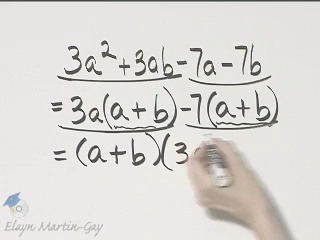 3a² + 3ab - 7a - 7b
= 3a(a + b) - 7(a + b)
= (a + b)(3
Elayn Martin-Gay